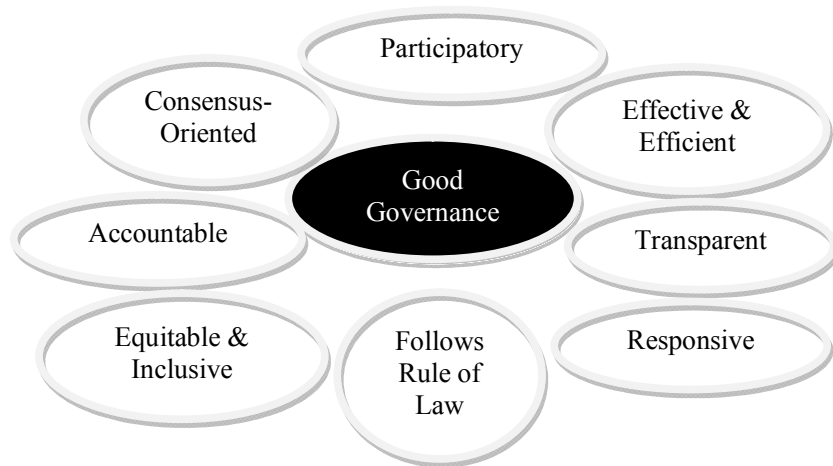 Participatory
Consensus-
Oriented
Effective &
Efficient
Good
Governance
Accountable
Transparent
Equitable &
Inclusive
Follows
Rule of
Law
Responsive